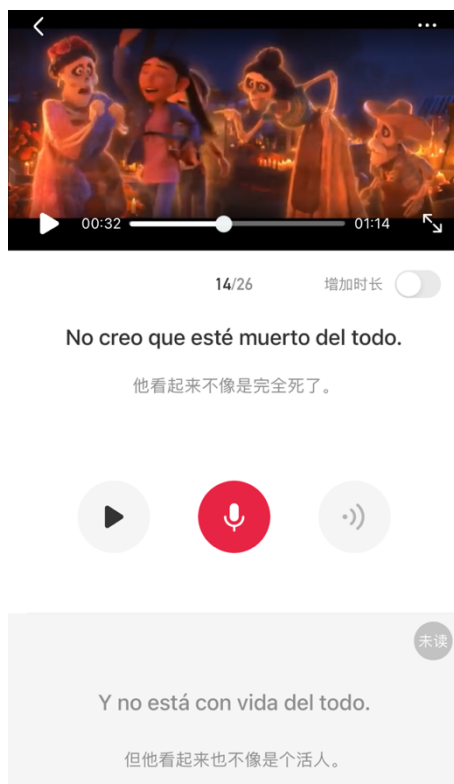 00:32
01:14
14/26
增加时长
No creo que esté muerto del todo.
他看起来不像是完全死了。
未读
Y no está con vida del todo.
但他看起来也不像是个活人。